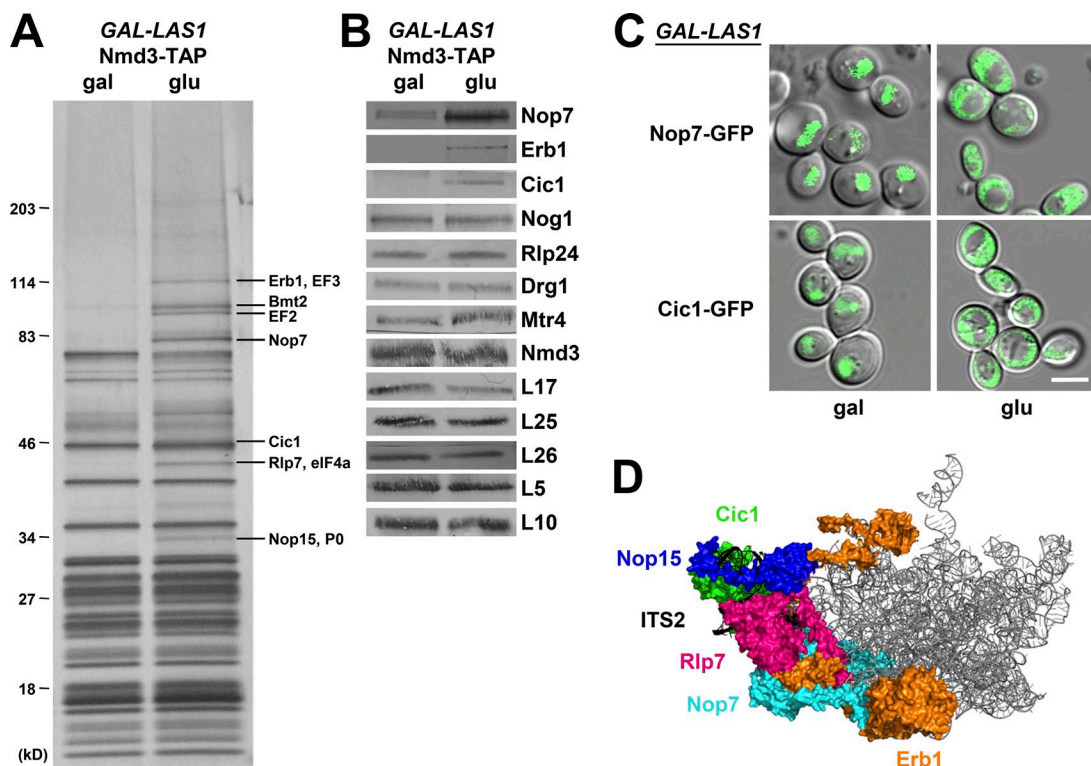 A
GAL-LAS1
Nmd3-TAP
gal glu
203
114
83
46
34
27
18
(kD)
Erb1, EF3
Bmt2
EF2
Nop7
Cic1
Rlp7, eIF4a
Nop15, P0
B
GAL-LAS1
Nmd3-TAP
gal glu
Nop7
Erb1
Cic1
Nog1
Rlp24
Drg1
Mtr4
Nmd3
L17
L25
L26
L5
L10
C
GAL-LAS1
Nop7-GFP
Cic1-GFP
gal glu
D
Cic1
Nop15
ITS2
Rlp7
Nop7
Erb1